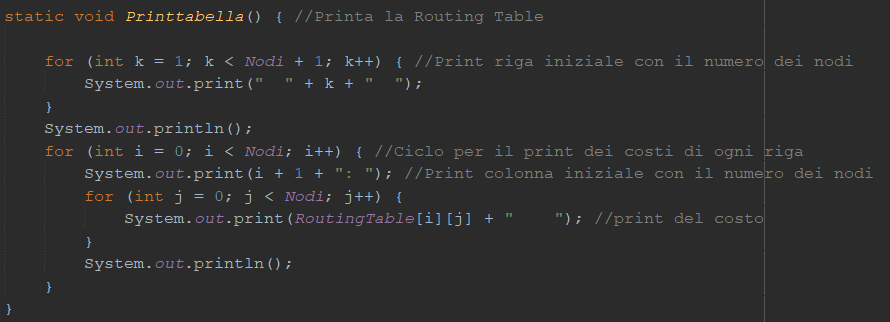 static void Printtabella() { //Printa la Routing Table
for (int k = 1; k < Nodi + 1; k++) { //Print riga iniziale con il numero dei nodi
System.out.print("  " + k + "  ");
}
System.out.println();
for (int i = 0; i < Nodi; i++) { //Ciclo per il print dei costi di ogni riga
System.out.print(i + 1 + ": "); //Print colonna iniziale con il numero dei nodi
for (int j = 0; j < Nodi; j++) {
System.out.print(RoutingTable[i][j] + "    "); //print del costo
}
System.out.println();
}
}